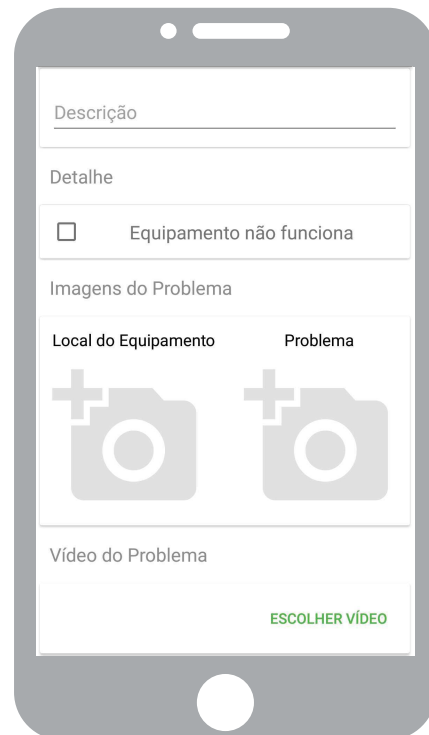 Descrição
Detalhe
Equipamento não funciona
Imagens do Problema
Local do Equipamento Problema
Vídeo do Problema
ESCOLHER VÍDEO